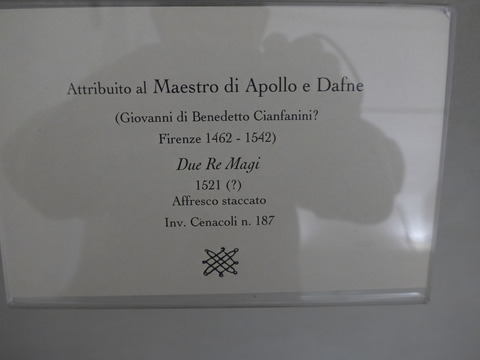 Attribuito al Maestro di Apollo e Dafne
(Giovanni di Benedetto Cianfanini?
Firenze 1462 - 1542)
Due Re Magi
1521 (?)
Affresco staccato
Inv. Cenacoli n. 187